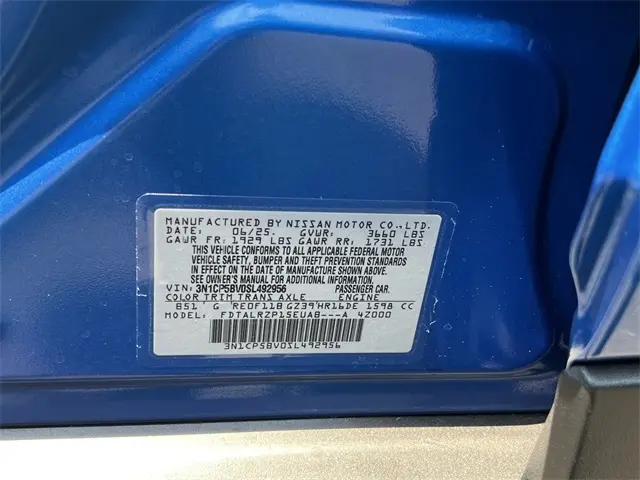 MANUFACTURED BY NISSAN MOTOR CO.,LTD.
DATE: 06/25. GVWR: 3660 LBS
GAWR FR: 1929 LBS GAWR RR: 1731 LBS
THIS VEHICLE CONFORMS TO ALL APPLICABLE FEDERAL MOTOR
VEHICLE SAFETY, BUMPER AND THEFT PREVENTION STANDARDS
IN EFFECT ON THE DATE OF MANUFACTURE SHOWN ABOVE.
SEE OWNER'S MANUAL FOR ADDITIONAL INFORMATION.
VIN: 3N1CP5BV0SL492956 PASSENGER CAR.
COLOR TRIM TRANS AXLE ENGINE
B51 G RE0F11B GZ39 HR16DE 1598 CC
MODEL: FDTALRZP15EUAB---A 4Z000
3N1CP5BV0SL492956